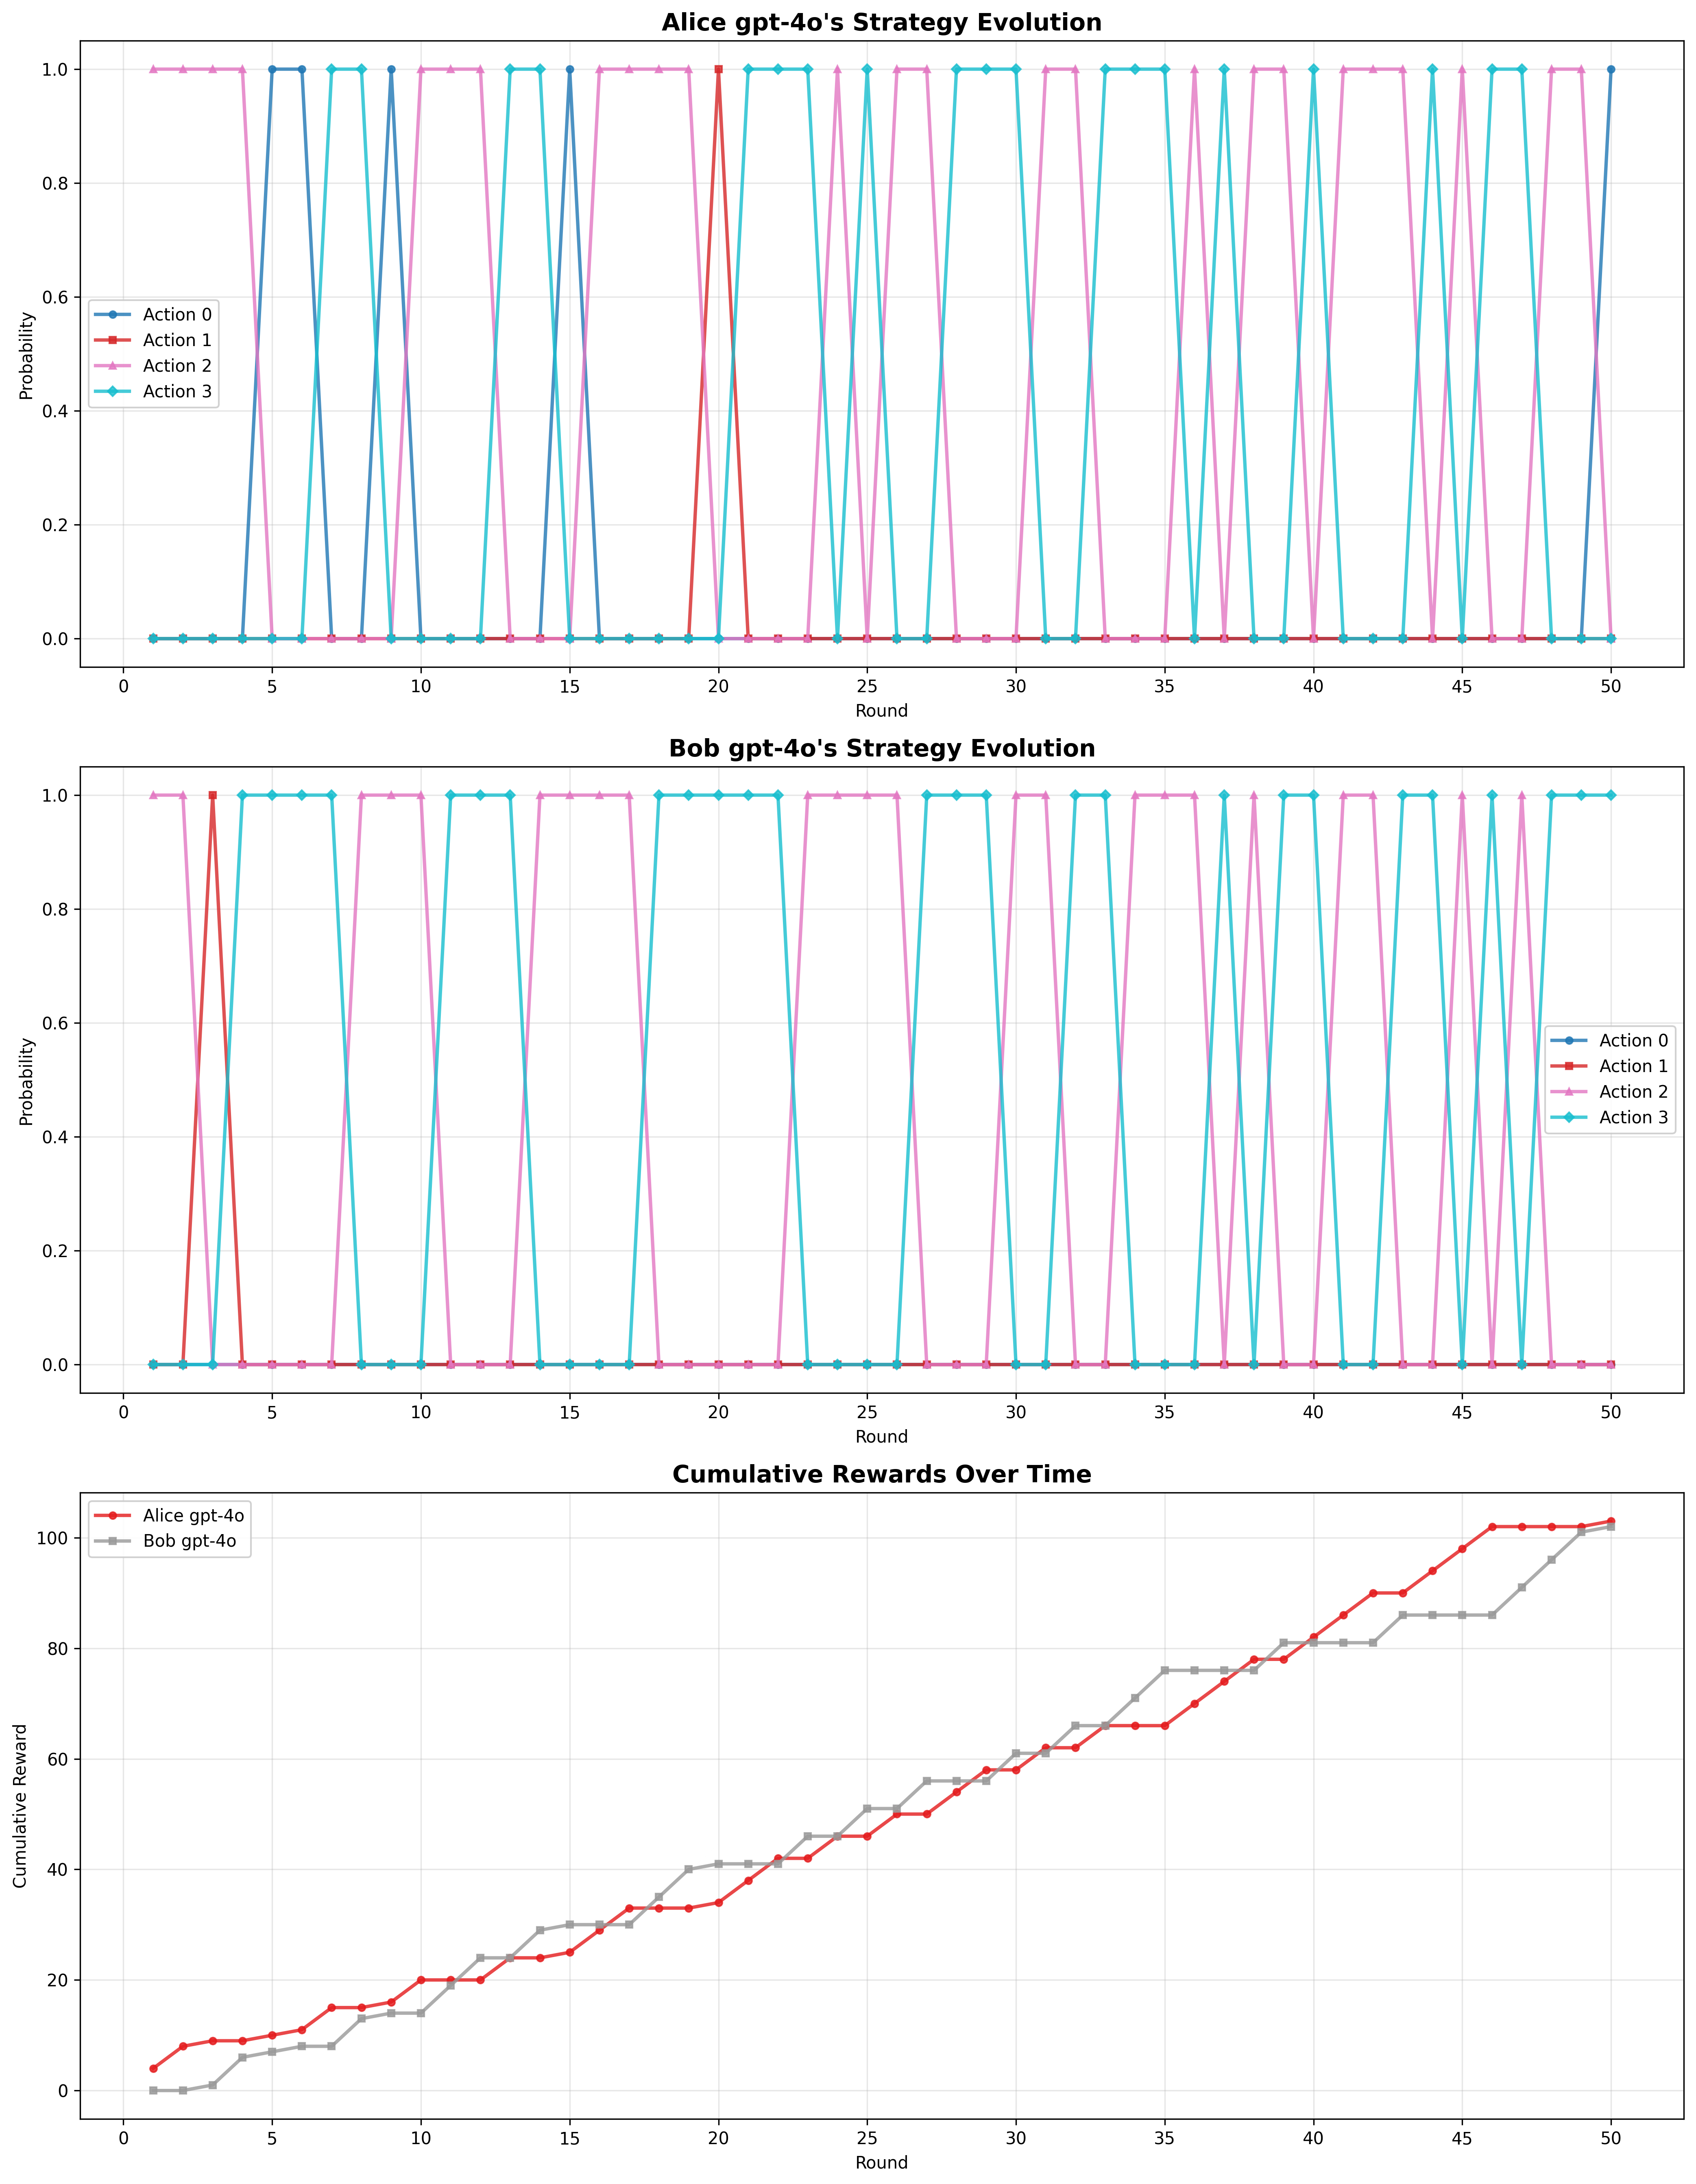 Alice gpt-4o's Strategy Evolution
1.0
0.8
0.6
0.4
0.2
0.0
Probability
Action 0
Action 1
Action 2
Action 3
0 5 10 15 20 25 30 35 40 45 50
Round
Bob gpt-4o's Strategy Evolution
1.0
0.8
0.6
0.4
0.2
0.0
Probability
Action 0
Action 1
Action 2
Action 3
0 5 10 15 20 25 30 35 40 45 50
Round
Cumulative Rewards Over Time
Alice gpt-4o
Bob gpt-4o
100
80
60
40
20
0
Cumulative Reward
0 5 10 15 20 25 30 35 40 45 50
Round